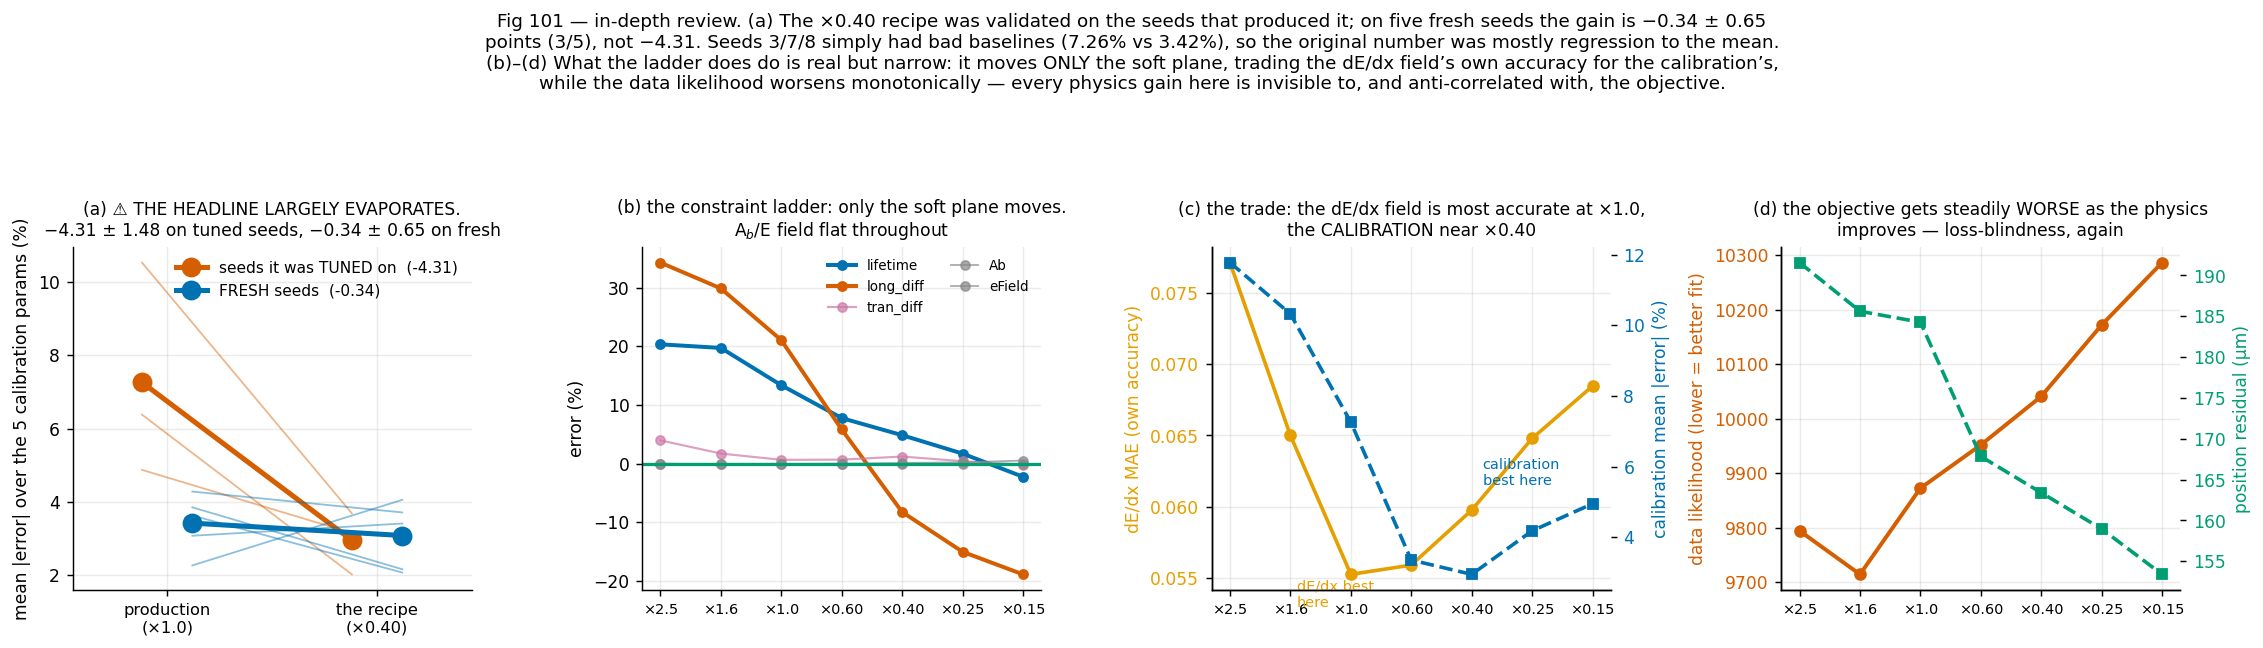 Fig 101 — in-depth review. (a) The ×0.40 recipe was validated on the seeds that produced it; on five fresh seeds the gain is −0.34 ± 0.65
points (3/5), not −4.31. Seeds 3/7/8 simply had bad baselines (7.26% vs 3.42%), so the original number was mostly regression to the mean.
(b)–(d) What the ladder does do is real but narrow: it moves ONLY the soft plane, trading the dE/dx field’s own accuracy for the calibration’s,
while the data likelihood worsens monotonically — every physics gain here is invisible to, and anti-correlated with, the objective.
(a) ⚠ THE HEADLINE LARGELY EVAPORATES.
−4.31 ± 1.48 on tuned seeds, −0.34 ± 0.65 on fresh
mean |error| over the 5 calibration params (%)
10
8
6
4
2
seeds it was TUNED on (-4.31)
FRESH seeds (-0.34)
production
(×1.0)
the recipe
(×0.40)
(b) the constraint ladder: only the soft plane moves.
A_b/E field flat throughout
error (%)
30
20
10
0
−10
−20
lifetime
long_diff
tran_diff
Ab
eField
×2.5 ×1.6 ×1.0 ×0.60 ×0.40 ×0.25 ×0.15
(c) the trade: the dE/dx field is most accurate at ×1.0,
the CALIBRATION near ×0.40
dE/dx MAE (own accuracy)
0.075
0.070
0.065
0.060
0.055
calibration
best here
dE/dx best
here
×2.5 ×1.6 ×1.0 ×0.60 ×0.40 ×0.25 ×0.15
12
10
8
6
4
calibration mean |error| (%)
(d) the objective gets steadily WORSE as the physics
improves — loss-blindness, again
data likelihood (lower = better fit)
10300
10200
10100
10000
9900
9800
9700
×2.5 ×1.6 ×1.0 ×0.60 ×0.40 ×0.25 ×0.15
190
185
180
175
170
165
160
155
position residual (μm)